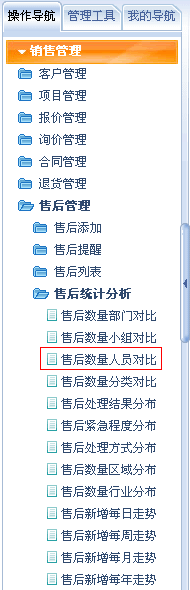 操作导航 管理工具 我的导航
销售管理
客户管理
项目管理
报价管理
询价管理
合同管理
退货管理
售后管理
售后添加
售后提醒
售后列表
售后统计分析
售后数量部门对比
售后数量小组对比
售后数量人员对比
售后数量分类对比
售后处理结果分布
售后紧急程度分布
售后处理方式分布
售后数量区域分布
售后数量行业分布
售后新增每日走势
售后新增每周走势
售后新增每月走势
售后新增每年走势